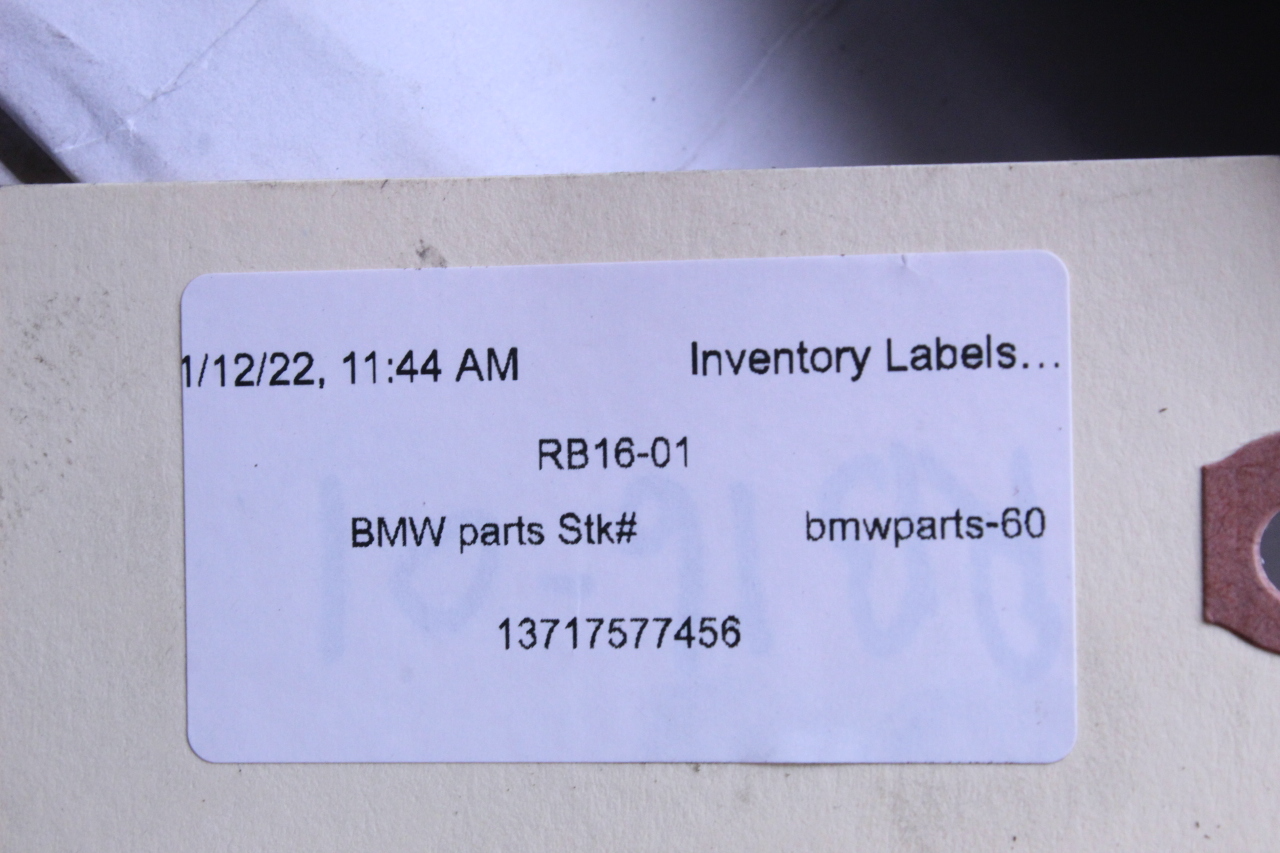 1/12/22, 11:44 AM Inventory Labels...
RB16-01
BMW parts Stk# bmwparts-60
13717577456